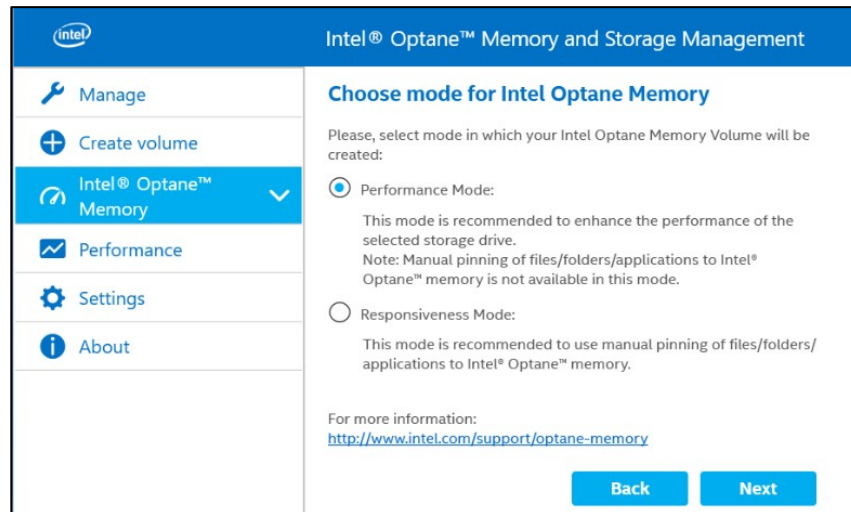 intel
Intel® Optane™ Memory and Storage Management
Manage
Create volume
Intel® Optane™
Memory
Performance
Settings
About
Choose mode for Intel Optane Memory
Please, select mode in which your Intel Optane Memory Volume will be
created:
Performance Mode:
This mode is recommended to enhance the performance of the
selected storage drive.
Note: Manual pinning of files/folders/applications to Intel®
Optane™ memory is not available in this mode.
Responsiveness Mode:
This mode is recommended to use manual pinning of files/folders/
applications to Intel® Optane™ memory.
For more information:
http://www.intel.com/support/optane-memory
Back
Next